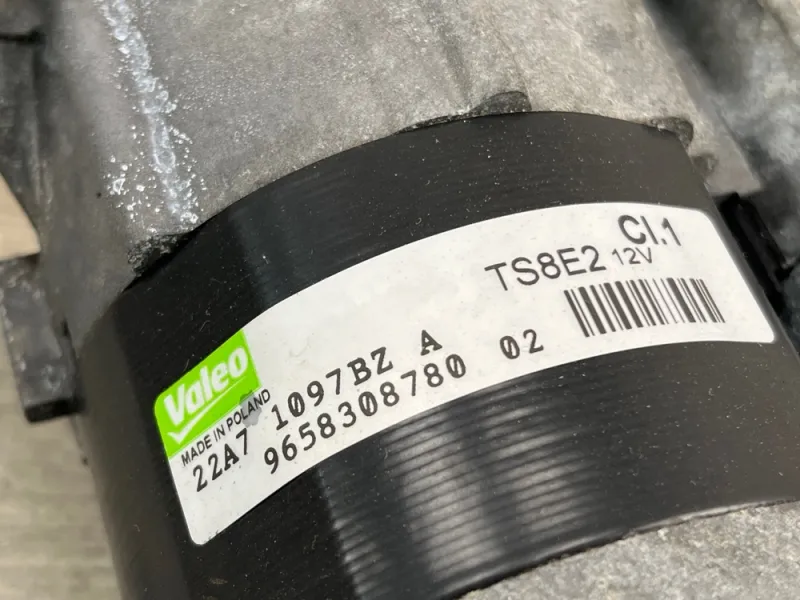 Valeo
MADE IN POLAND
TS8E2 12V CL.1
22A7 1097BZ A
9658308780 02